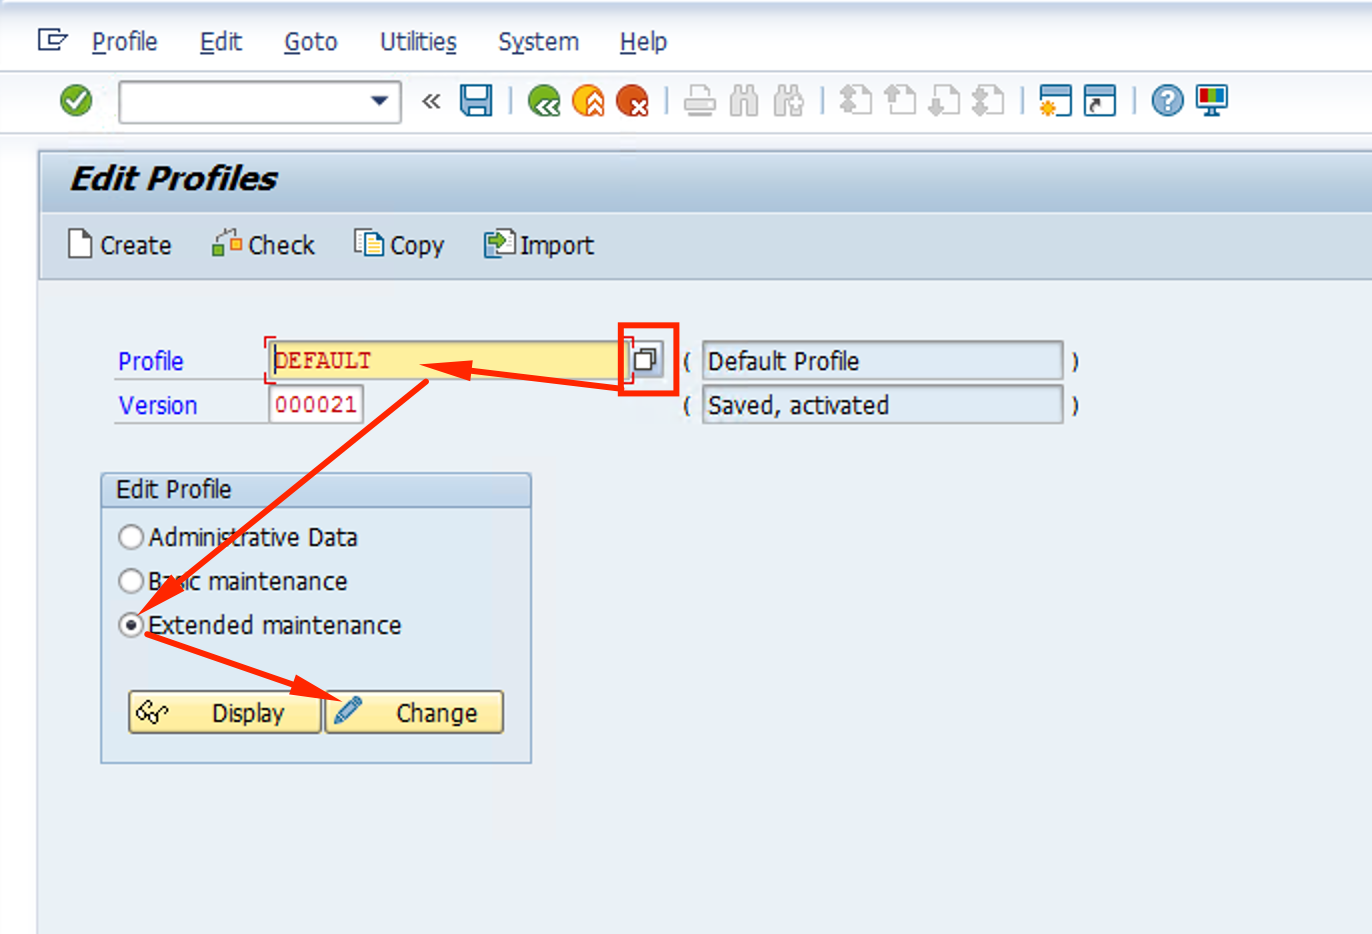 Profile Edit Goto Utilities System Help
Edit Profiles
Create Check Copy Import
Profile DEFAULT ( Default Profile )
Version 000021 ( Saved, activated )
Edit Profile
Administrative Data
Basic maintenance
Extended maintenance
Display Change